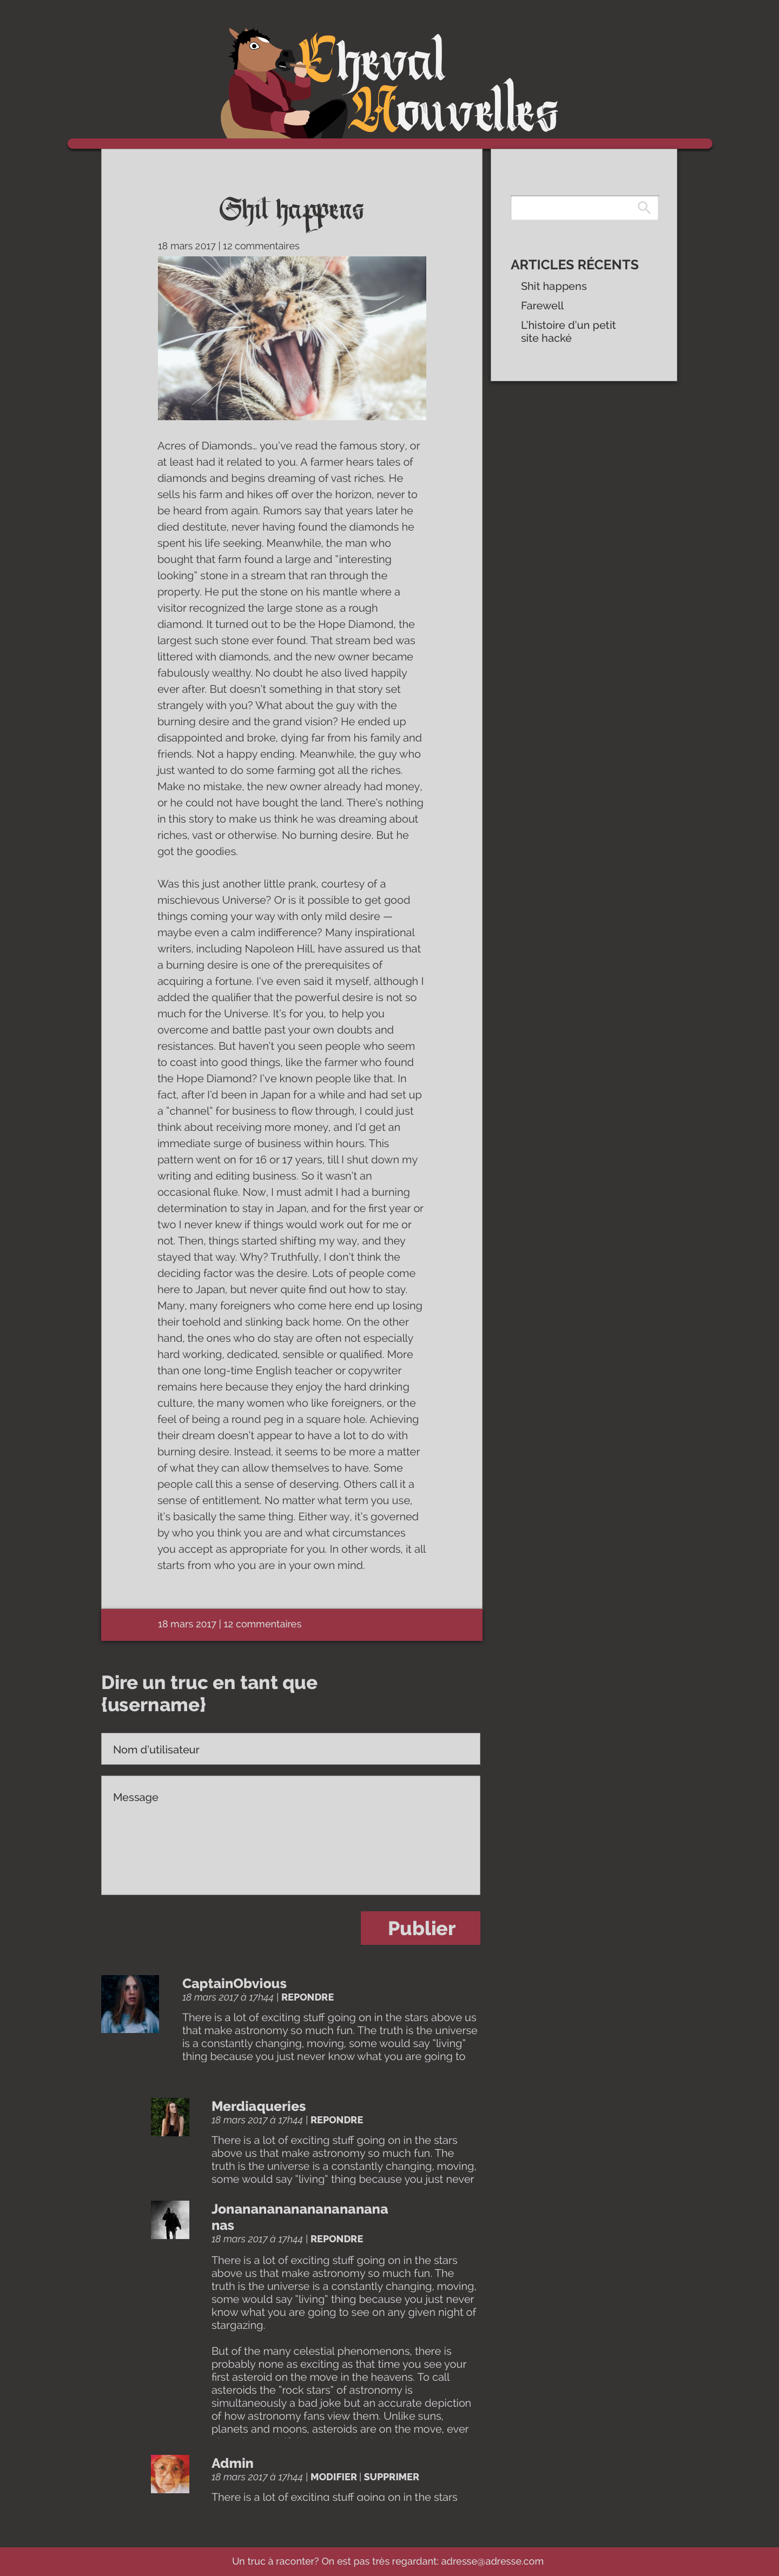 Cheval
Nouvelles
Shit happens
18 mars 2017 | 12 commentaires
Acres of Diamonds… you've read the famous story, or
at least had it related to you. A farmer hears tales of
diamonds and begins dreaming of vast riches. He
sells his farm and hikes off over the horizon, never to
be heard from again. Rumors say that years later he
died destitute, never having found the diamonds he
spent his life seeking. Meanwhile, the man who
bought that farm found a large and "interesting
looking" stone in a stream that ran through the
property. He put the stone on his mantle where a
visitor recognized the large stone as a rough
diamond. It turned out to be the Hope Diamond, the
largest such stone ever found. That stream bed was
littered with diamonds, and the new owner became
fabulously wealthy. No doubt he also lived happily
ever after. But doesn't something in that story set
strangely with you? What about the guy with the
burning desire and the grand vision? He ended up
disappointed and broke, dying far from his family and
friends. Not a happy ending. Meanwhile, the guy who
just wanted to do some farming got all the riches.
Make no mistake, the new owner already had money,
or he could not have bought the land. There's nothing
in this story to make us think he was dreaming about
riches, vast or otherwise. No burning desire. But he
got the goodies.
Was this just another little prank, courtesy of a
mischievous Universe? Or is it possible to get good
things coming your way with only mild desire —
maybe even a calm indifference? Many inspirational
writers, including Napoleon Hill, have assured us that
a burning desire is one of the prerequisites of
acquiring a fortune. I've even said it myself, although I
added the qualifier that the powerful desire is not so
much for the Universe. It's for you, to help you
overcome and battle past your own doubts and
resistances. But haven't you seen people who seem
to coast into good things, like the farmer who found
the Hope Diamond? I've known people like that. In
fact, after I'd been in Japan for a while and had set up
a "channel" for business to flow through, I could just
think about receiving more money, and I'd get an
immediate surge of business within hours. This
pattern went on for 16 or 17 years, till I shut down my
writing and editing business. So it wasn't an
occasional fluke. Now, I must admit I had a burning
determination to stay in Japan, and for the first year or
two I never knew if things would work out for me or
not. Then, things started shifting my way, and they
stayed that way. Why? Truthfully, I don't think the
deciding factor was the desire. Lots of people come
here to Japan, but never quite find out how to stay.
Many, many foreigners who come here end up losing
their toehold and slinking back home. On the other
hand, the ones who do stay are often not especially
hard working, dedicated, sensible or qualified. More
than one long-time English teacher or copywriter
remains here because they enjoy the hard drinking
culture, the many women who like foreigners, or the
feel of being a round peg in a square hole. Achieving
their dream doesn't appear to have a lot to do with
burning desire. Instead, it seems to be more a matter
of what they can allow themselves to have. Some
people call this a sense of deserving. Others call it a
sense of entitlement. No matter what term you use,
it's basically the same thing. Either way, it's governed
by who you think you are and what circumstances
you accept as appropriate for you. In other words, it all
starts from who you are in your own mind.
18 mars 2017 | 12 commentaires
ARTICLES RÉCENTS
Shit happens
Farewell
L'histoire d'un petit
site hacké
Dire un truc en tant que
{username}
Nom d'utilisateur
Message
Publier
CaptainObvious
18 mars 2017 à 17h44 | REPONDRE
There is a lot of exciting stuff going on in the stars above us
that make astronomy so much fun. The truth is the universe
is a constantly changing, moving, some would say "living"
thing because you just never know what you are going to
Merdiaqueries
18 mars 2017 à 17h44 | REPONDRE
There is a lot of exciting stuff going on in the stars
above us that make astronomy so much fun. The
truth is the universe is a constantly changing, moving,
some would say "living" thing because you just never
Jonanananananananana
nas
18 mars 2017 à 17h44 | REPONDRE
There is a lot of exciting stuff going on in the stars
above us that make astronomy so much fun. The
truth is the universe is a constantly changing, moving,
some would say "living" thing because you just never
know what you are going to see on any given night of
stargazing.
But of the many celestial phenomenons, there is
probably none as exciting as that time you see your
first asteroid on the move in the heavens. To call
asteroids the "rock stars" of astronomy is
simultaneously a bad joke but an accurate depiction
of how astronomy fans view them. Unlike suns,
planets and moons, asteroids are on the move, ever
Admin
18 mars 2017 à 17h44 | MODIFIER | SUPPRIMER
There is a lot of exciting stuff going on in the stars
Un truc à raconter? On est pas très regardant: adresse@adresse.com